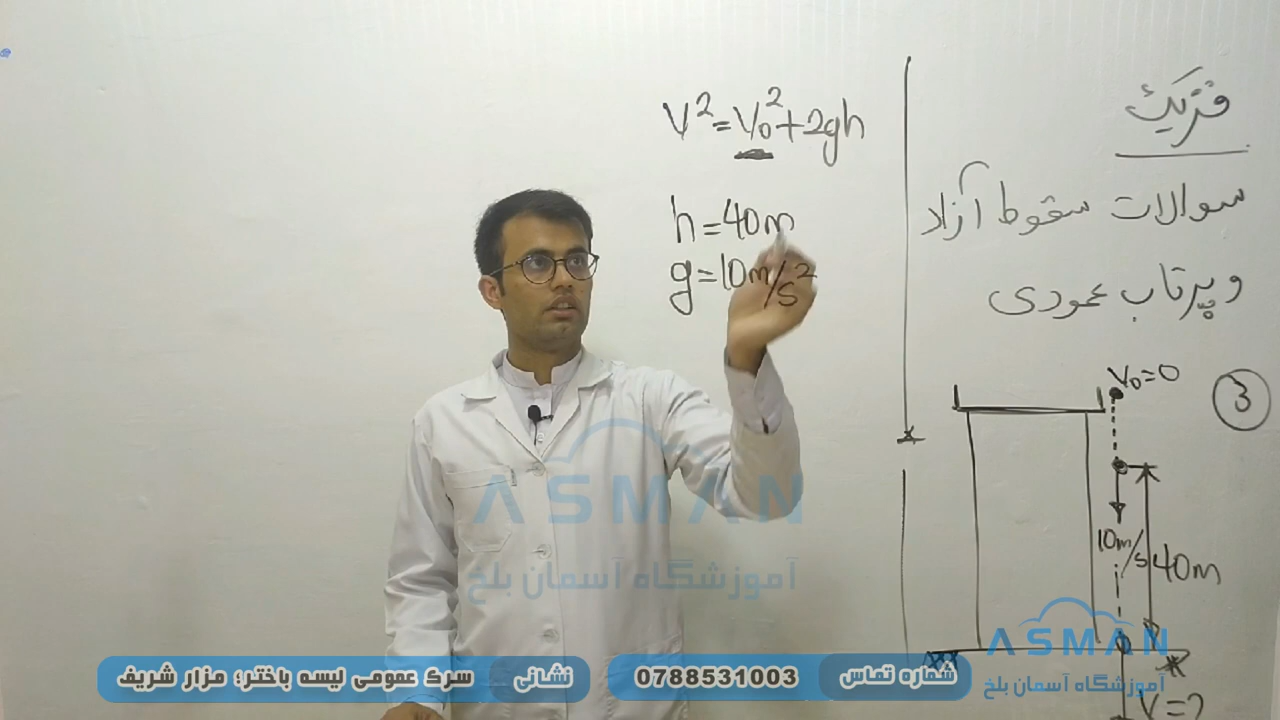 فزیک
سوالات سقوط آزاد
و پرتاب عمودی
3
V₀=0
10m/s
40m
V=?
V²=V₀²+2gh
h=40m
g=10m/s²
ASMAN
آموزشگاه آسمان بلخ
ASMAN
آموزشگاه آسمان بلخ
شماره تماس 0788531003
نشانی سرک عمومی لیسه باختر؛ مزار شریف